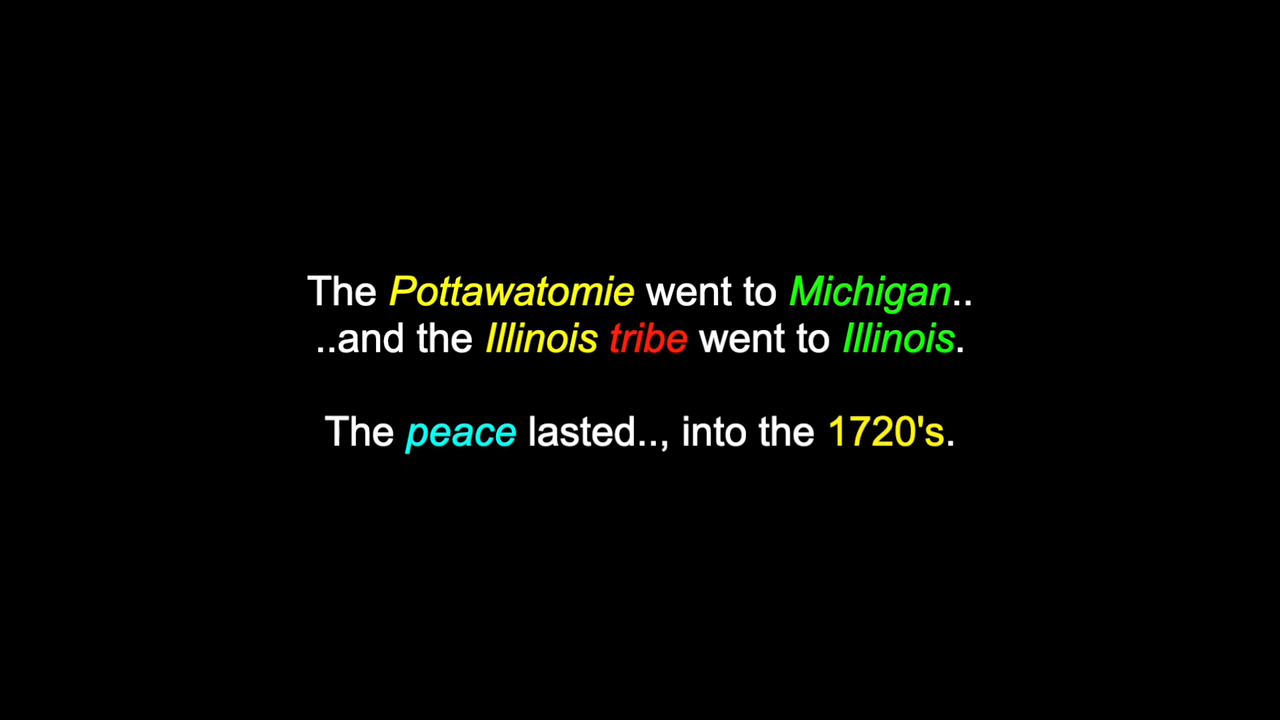 The Pottawatomie went to Michigan..
..and the Illinois tribe went to Illinois.
The peace lasted.., into the 1720's.